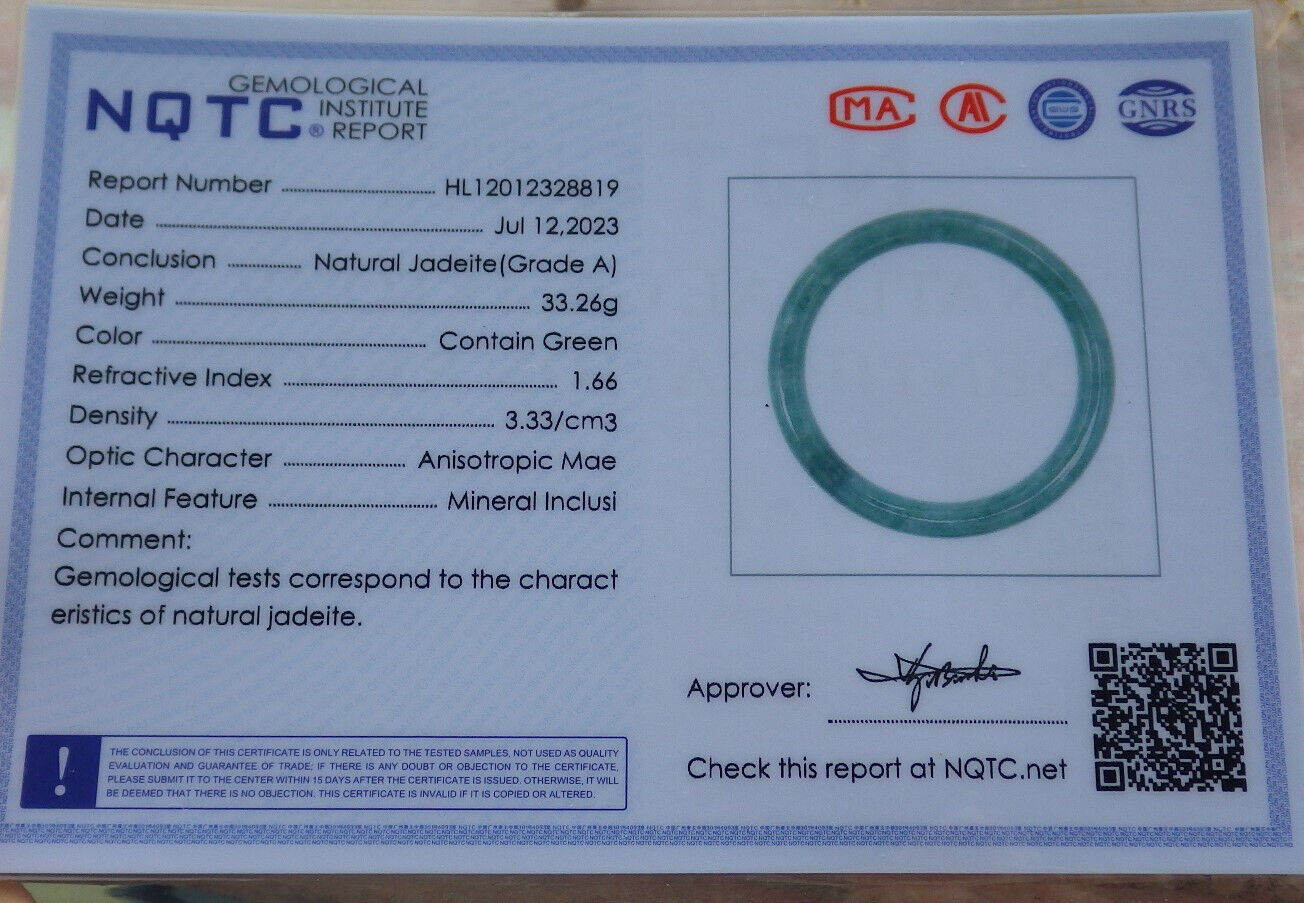 GEMOLOGICAL
NQTC® INSTITUTE
REPORT
MA
GNRS
Report Number ........................ HL12012328819
Date ........................ Jul 12,2023
Conclusion ............ Natural Jadeite(Grade A)
Weight ........................ 33.26g
Color ........................ Contain Green
Refractive Index ........................ 1.66
Density ........................ 3.33/cm3
Optic Character ........................ Anisotropic Mae
Internal Feature ........................ Mineral Inclusi
Comment:
Gemological tests correspond to the charact
eristics of natural jadeite.
Approver:
Check this report at NQTC.net
!
THE CONCLUSION OF THIS CERTIFICATE IS ONLY RELATED TO THE TESTED SAMPLES, NOT USED AS QUALITY
EVALUATION AND GUARANTEE OF TRADE; IF THERE IS ANY DOUBT OR OBJECTION TO THE CERTIFICATE,
PLEASE SUBMIT IT TO THE CENTER WITHIN 15 DAYS AFTER THE CERTIFICATE IS ISSUED. OTHERWISE, IT WILL
BE DEEMED THAT THERE IS NO OBJECTION. THIS CERTIFICATE IS INVALID IF IT IS COPIED OR ALTERED.